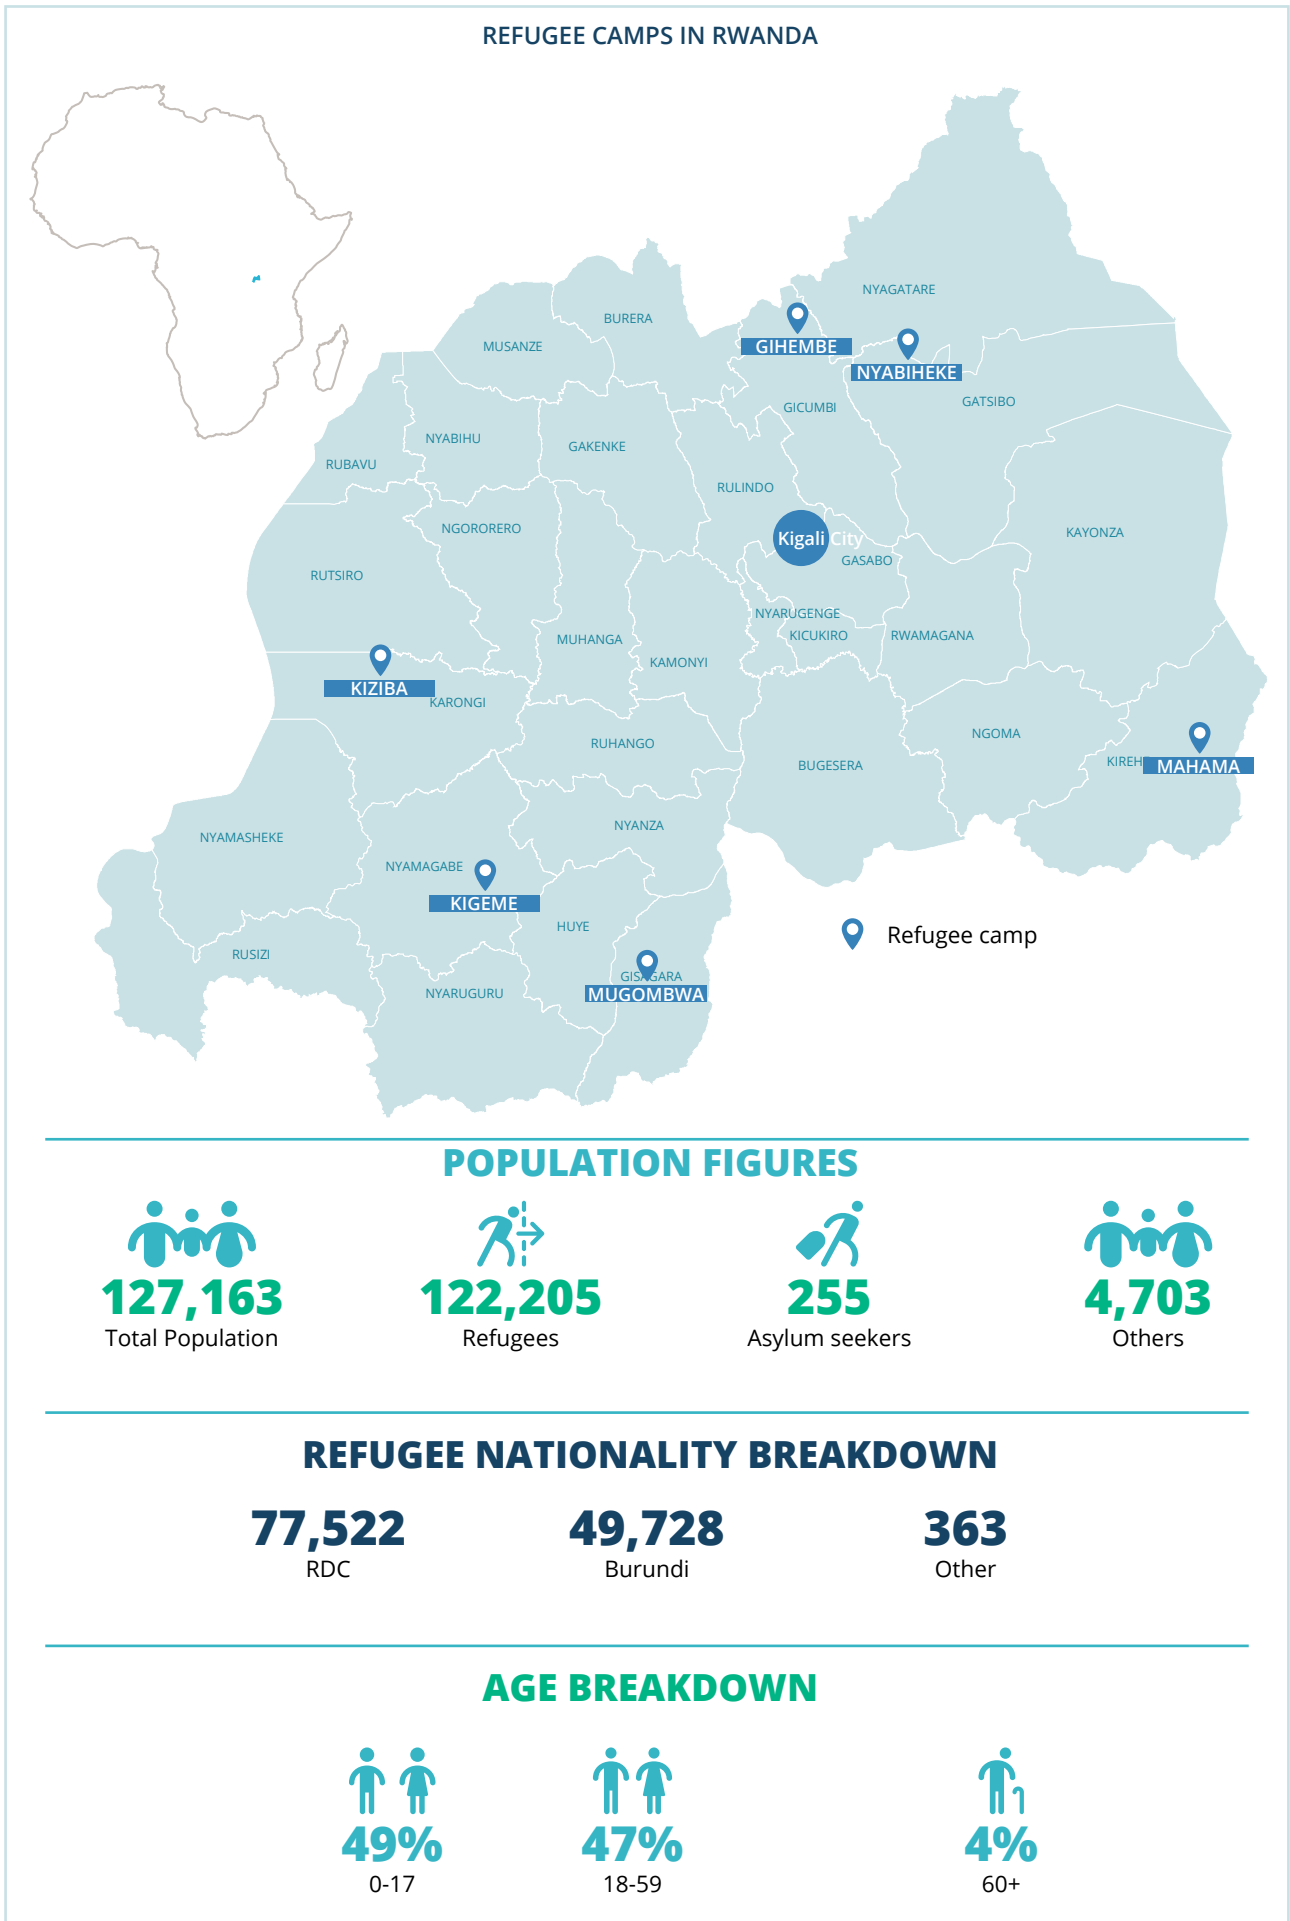 REFUGEE CAMPS IN RWANDA
NYAGATARE
BURERA
MUSANZE
GIHEMBE
NYABIHEKE
GATSIBO
GICUMBI
NYABIHU
GAKENKE
RUBAVU
RULINDO
NGORORERO
KAYONZA
Kigali City
GASABO
RUTSIRO
NYARUGENGE
KICUKIRO
RWAMAGANA
MUHANGA
KAMONYI
KIZIBA
KARONGI
NGOMA
RUHANGO
KIREH
MAHAMA
BUGESERA
NYANZA
NYAMASHEKE
NYAMAGABE
KIGEME
HUYE
Refugee camp
RUSIZI
GISAGARA
NYARUGURU
MUGOMBWA
POPULATION FIGURES
127,163
Total Population
122,205
Refugees
255
Asylum seekers
4,703
Others
REFUGEE NATIONALITY BREAKDOWN
77,522
RDC
49,728
Burundi
363
Other
AGE BREAKDOWN
49%
0-17
47%
18-59
4%
60+